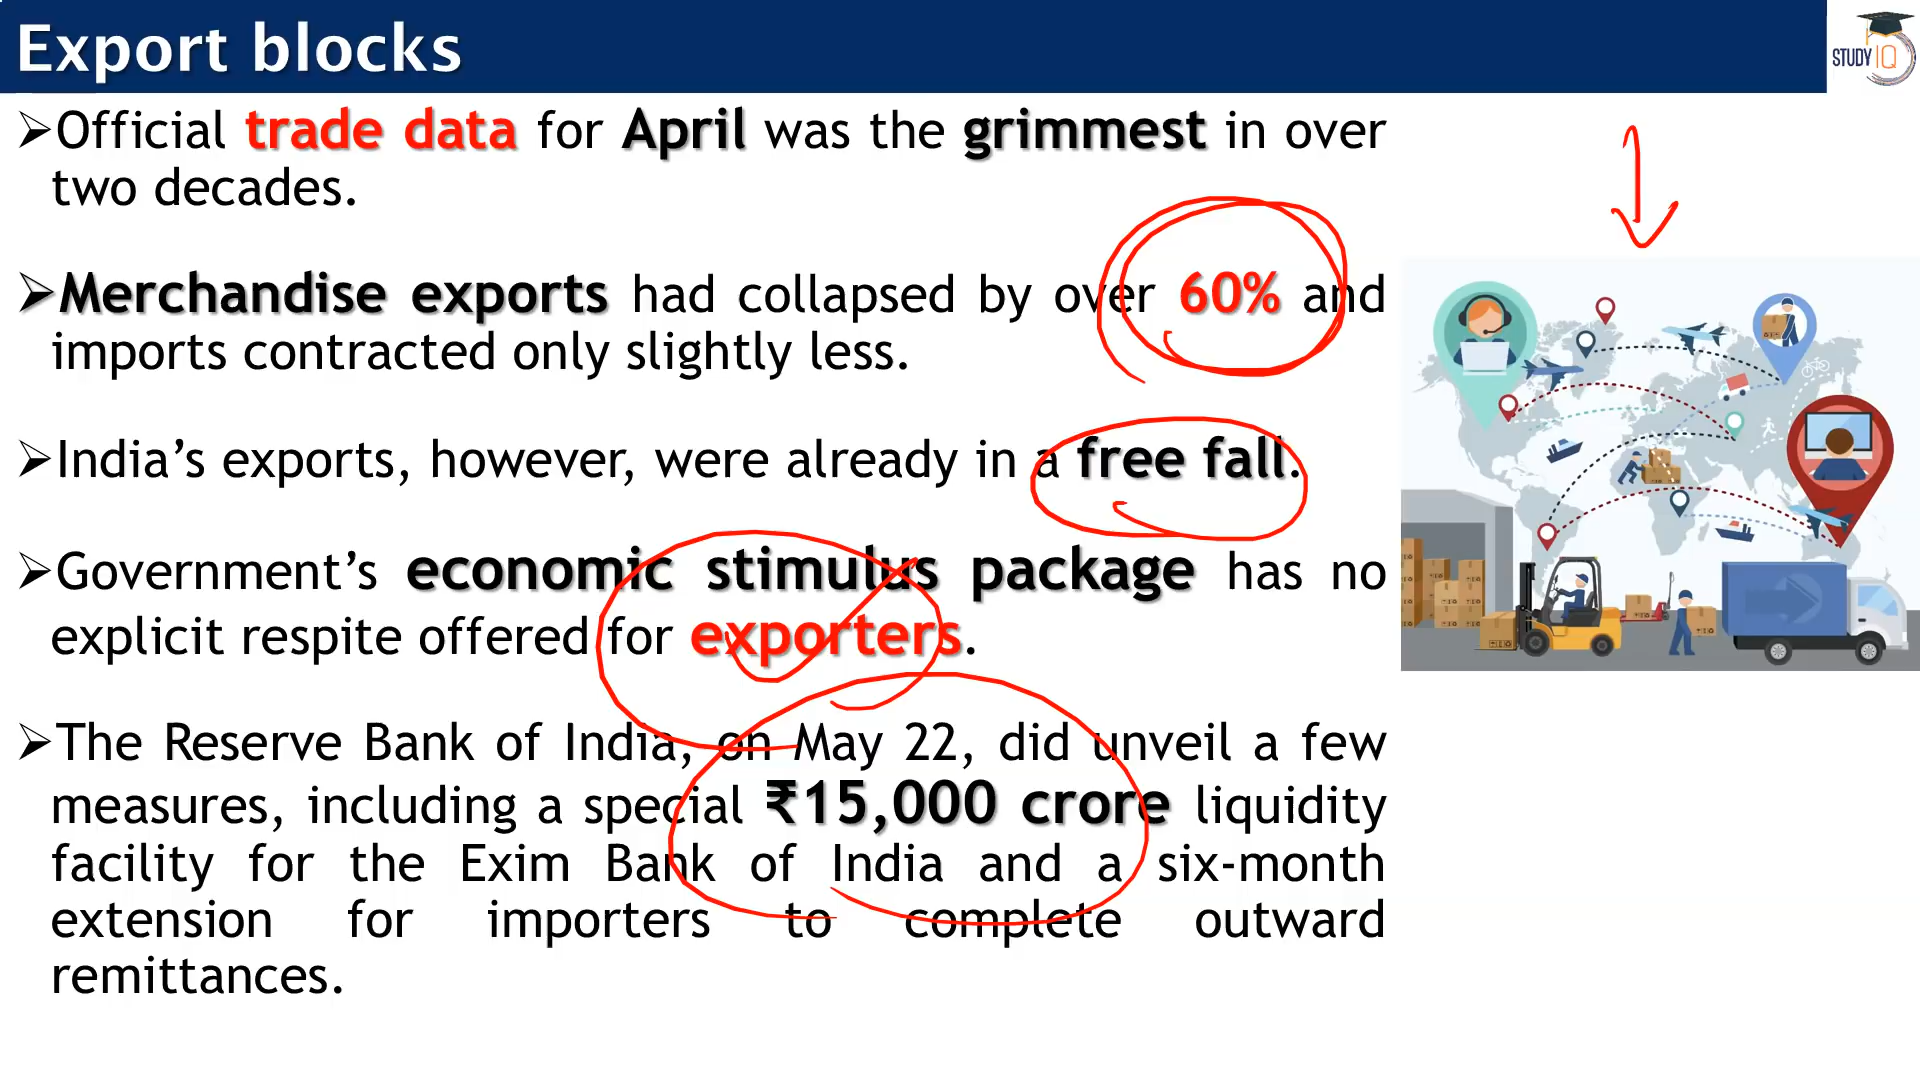 Export blocks
STUDY IQ
➢Official trade data for April was the grimmest in over
two decades.
➢Merchandise exports had collapsed by over 60% and
imports contracted only slightly less.
➢India’s exports, however, were already in a free fall.
➢Government’s economic stimulus package has no
explicit respite offered for exporters.
➢The Reserve Bank of India, on May 22, did unveil a few
measures, including a special ₹15,000 crore liquidity
facility for the Exim Bank of India and a six-month
extension for importers to complete outward
remittances.